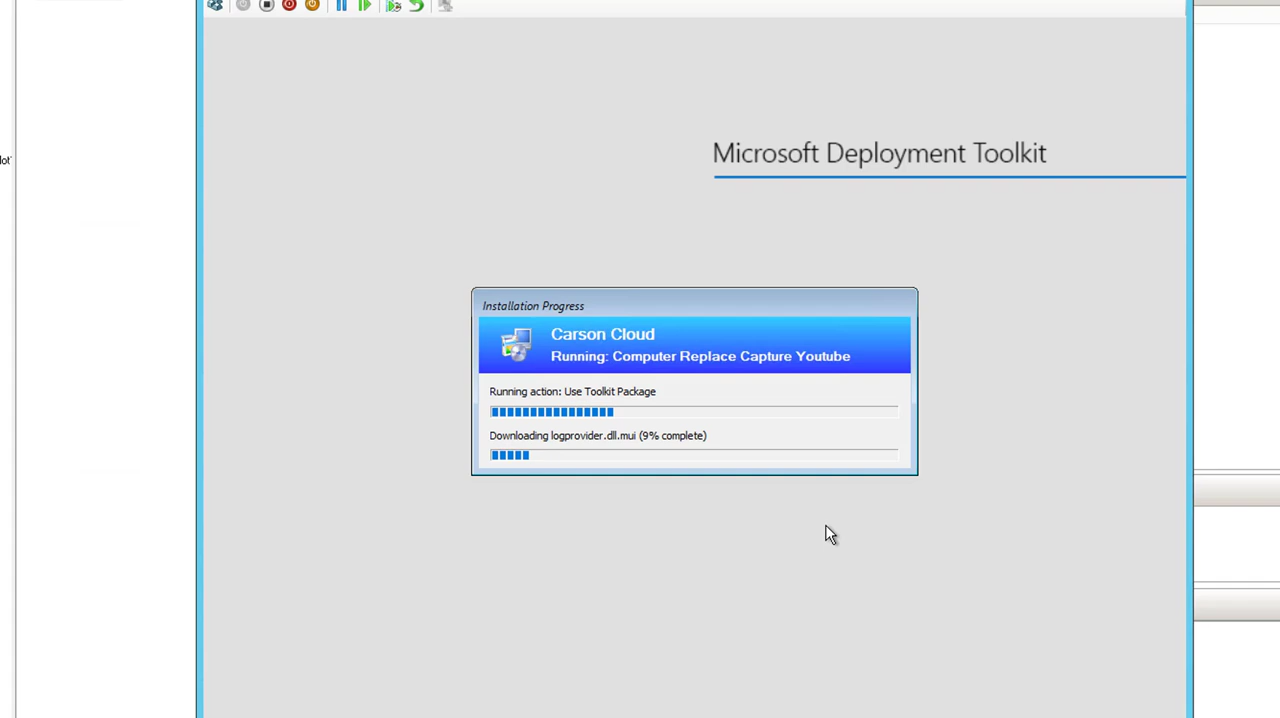 Microsoft Deployment Toolkit
Installation Progress
Carson Cloud
Running: Computer Replace Capture Youtube
Running action: Use Toolkit Package
Downloading logprovider.dll.mui (9% complete)